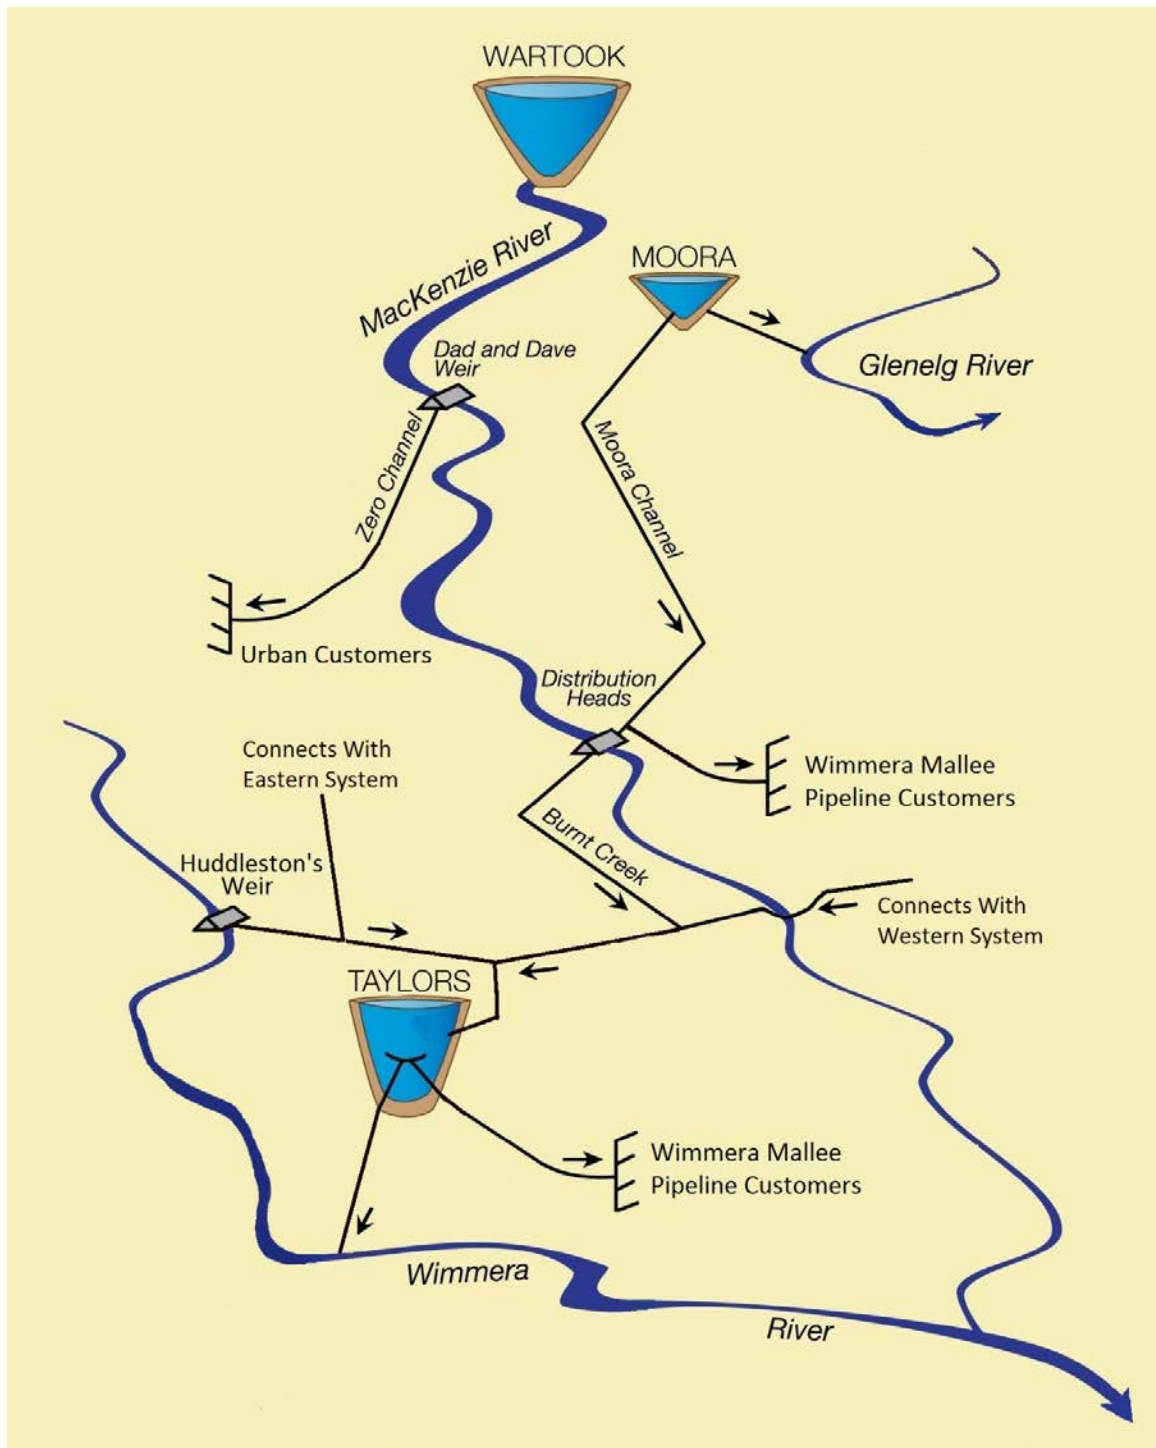 WARTOOK
MacKenzie River
MOORA
Dad and Dave
Weir
Glenelg River
Zero Channel
Moora Channel
Urban Customers
Distribution
Heads
Connects With
Eastern System
Wimmera Mallee
Pipeline Customers
Burnt Creek
Huddleston's
Weir
Connects With
Western System
TAYLORS
Wimmera Mallee
Pipeline Customers
Wimmera
River